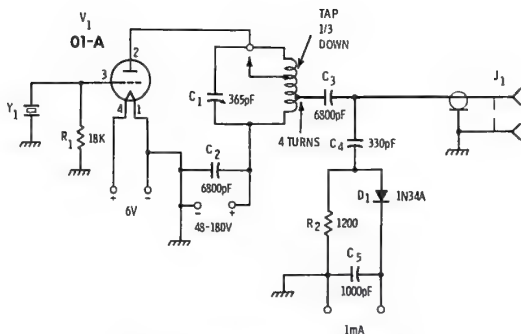 V1
01-A
2
3
4
1
Y1
R1
18K
+
-
6V
C1
365pF
C2
6800pF
-
+
48-180V
TAP
1/3
DOWN
4 TURNS
C3
6800pF
J1
C4
330pF
R2
1200
D1
1N34A
C5
1000pF
1mA